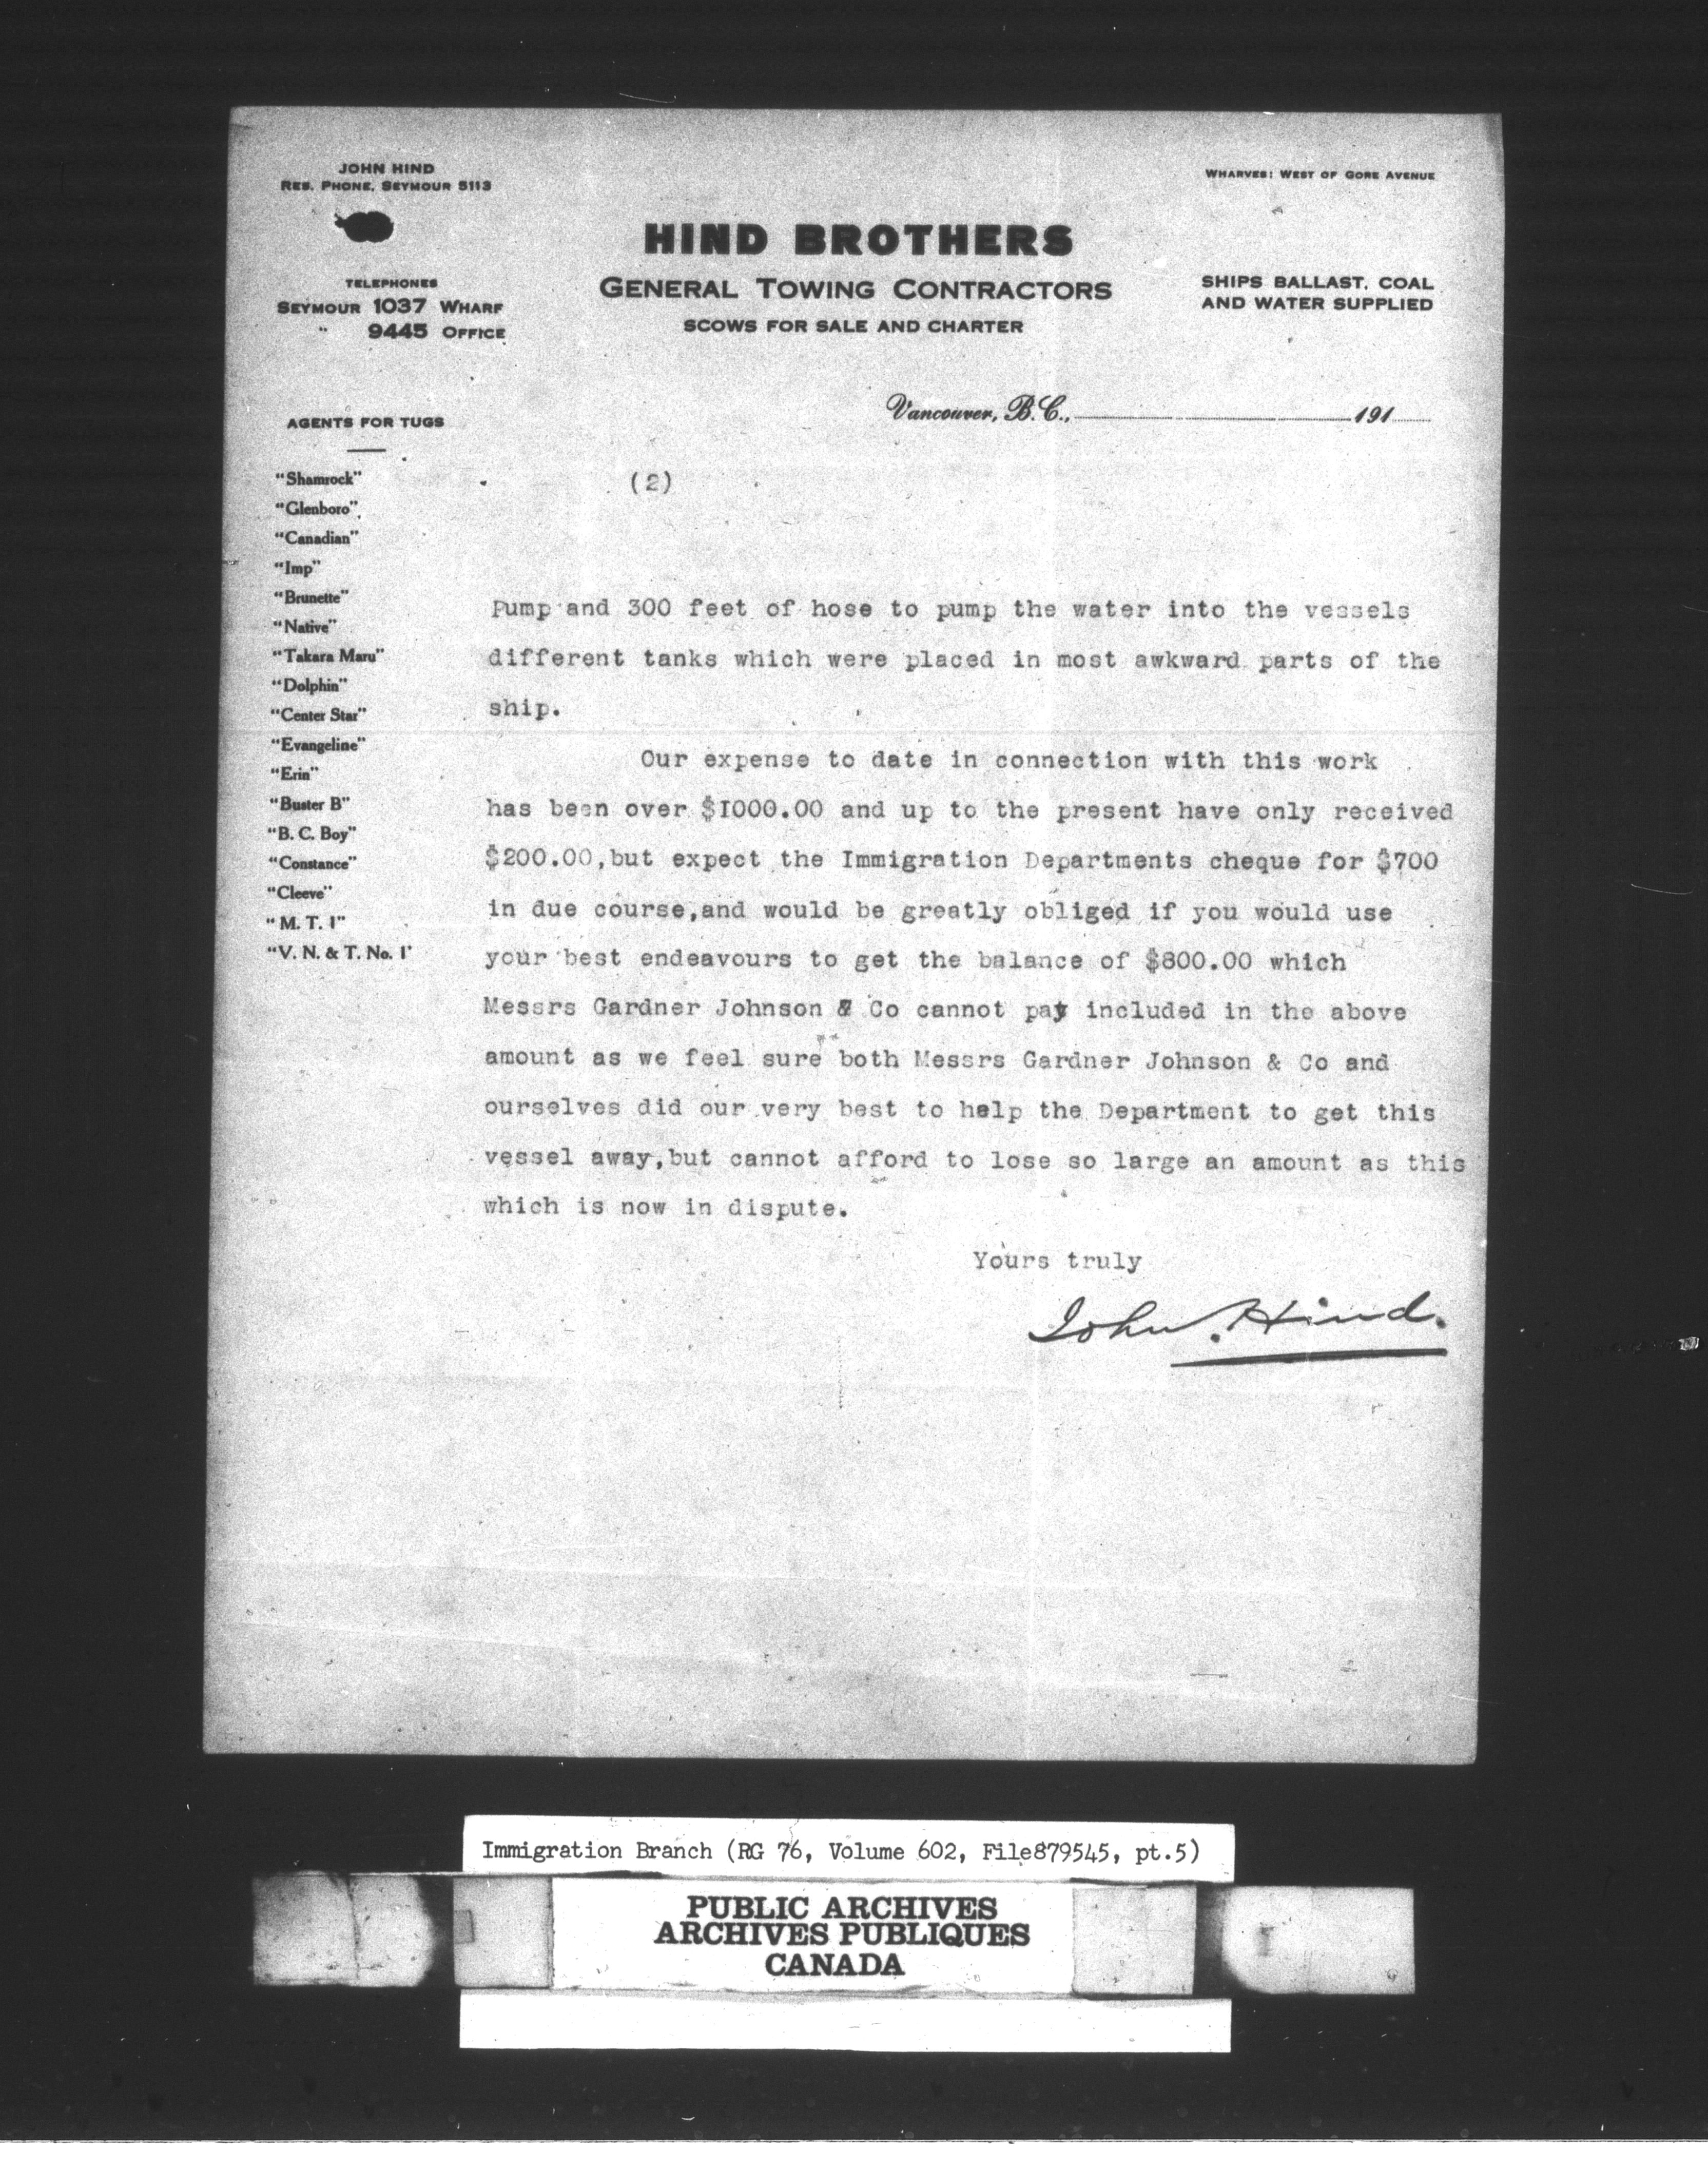 JOHN HIND
RES. PHONE, SEYMOUR 5113
WHARVES: WEST OF GORE AVENUE
HIND BROTHERS
GENERAL TOWING CONTRACTORS
SCOWS FOR SALE AND CHARTER
TELEPHONES
SEYMOUR 1037 WHARF
" 9445 OFFICE
SHIPS BALLAST, COAL
AND WATER SUPPLIED
Vancouver, B.C., 191
AGENTS FOR TUGS
"Shamrock"
"Glenboro"
"Canadian"
"Imp"
"Brunette"
"Native"
"Takara Maru"
"Dolphin"
"Center Star"
"Evangeline"
"Erin"
"Buster B"
"B. C. Boy"
"Constance"
"Cleeve"
"M. T. 1"
"V. N. & T. No. 1'
(2)
Pump and 300 feet of hose to pump the water into the vessels
different tanks which were placed in most awkward parts of the
ship.
Our expense to date in connection with this work
has been over $I000.00 and up to the present have only received
$200.00,but expect the Immigration Departments cheque for $700
in due course,and would be greatly obliged if you would use
your best endeavours to get the balance of $800.00 which
Messrs Gardner Johnson & Co cannot pay included in the above
amount as we feel sure both Messrs Gardner Johnson & Co and
ourselves did our very best to help the Department to get this
vessel away,but cannot afford to lose so large an amount as this
which is now in dispute.
Yours truly
John. Hind.
Immigration Branch (RG 76, Volume 602, File879545, pt.5)
PUBLIC ARCHIVES
ARCHIVES PUBLIQUES
CANADA